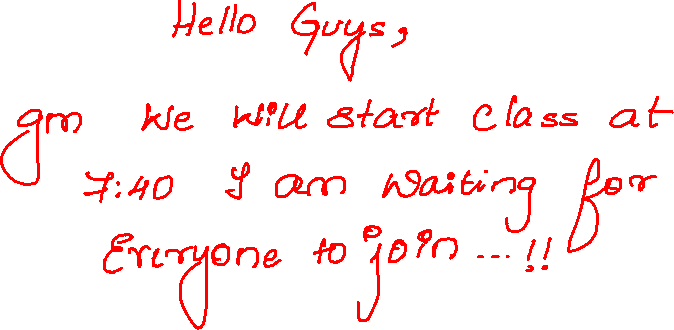 Hello Guys,
gm We will start class at
7:40 I am waiting for
Everyone to join ...!!